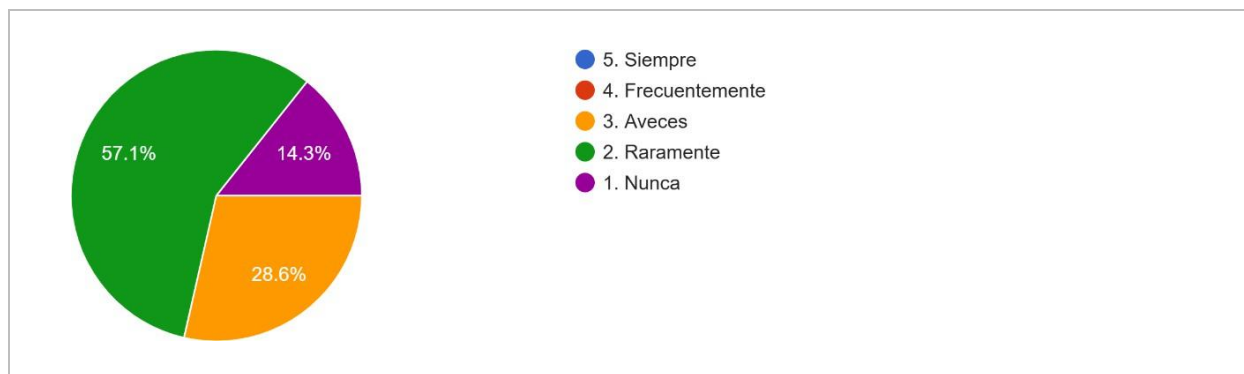 57.1%
14.3%
28.6%
5. Siempre
4. Frecuentemente
3. Aveces
2. Raramente
1. Nunca